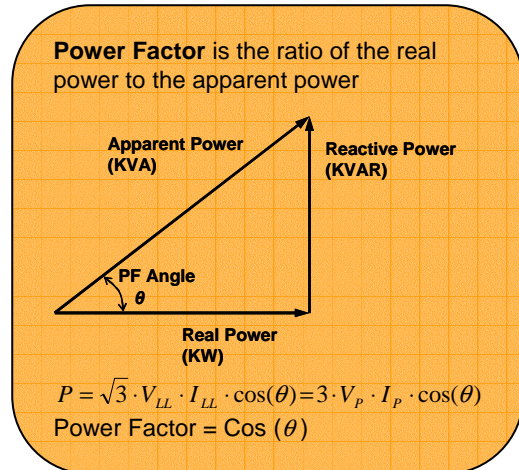 Power Factor is the ratio of the real
power to the apparent power
Apparent Power
(KVA)
Reactive Power
(KVAR)
PF Angle
θ
Real Power
(KW)
P = √3 · V_LL · I_LL · cos(θ) = 3 · V_P · I_P · cos(θ)
Power Factor = Cos (θ)